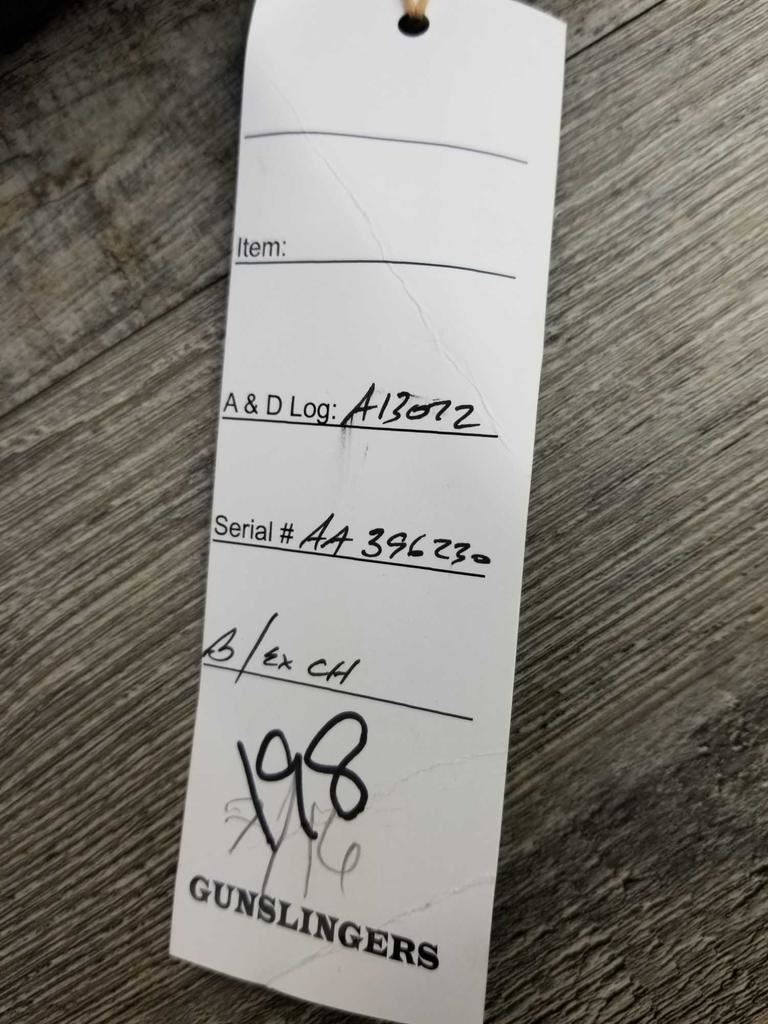 Item:
A & D Log: A13072
Serial # AA 396230
B/Ex CH
198
GUNSLINGERS